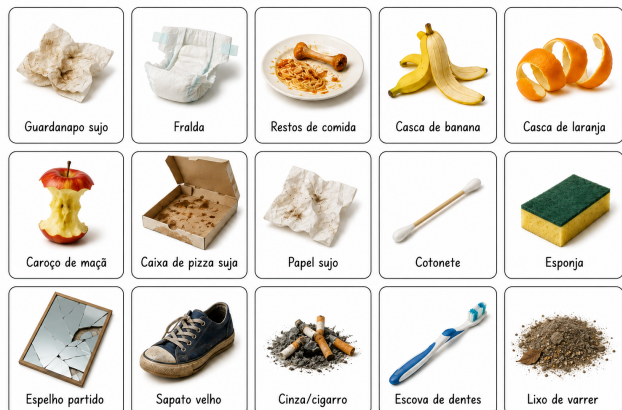 Guardanapo sujo
Fralda
Restos de comida
Casca de banana
Casca de laranja
Caroço de maçã
Caixa de pizza suja
Papel sujo
Cotonete
Esponja
Espelho partido
Sapato velho
Cinza/cigarro
Escova de dentes
Lixo de varrer